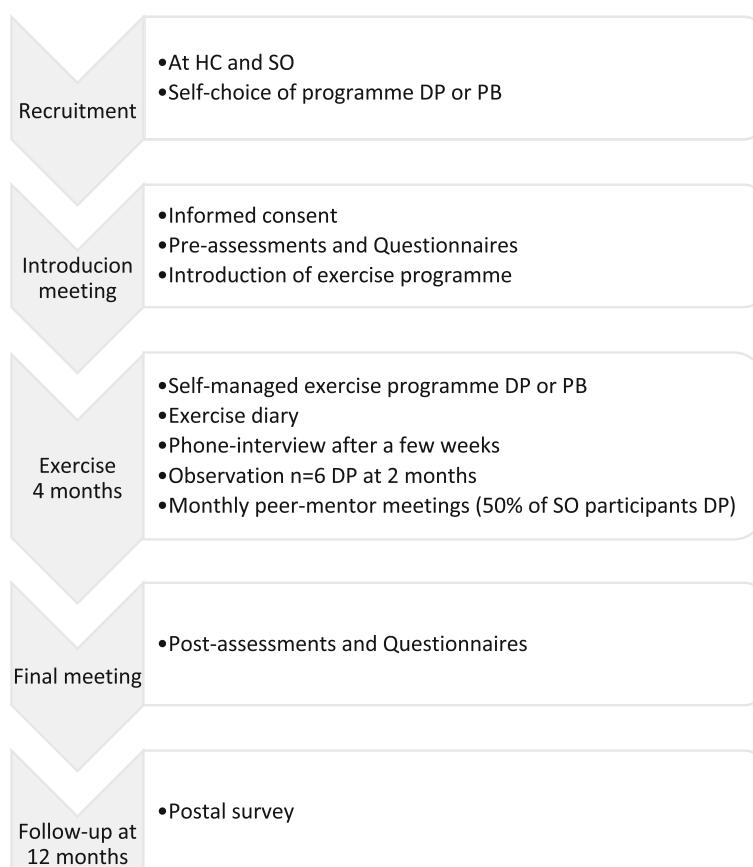 Recruitment
•At HC and SO
•Self-choice of programme DP or PB
Introducion
meeting
•Informed consent
•Pre-assessments and Questionnaires
•Introduction of exercise programme
Exercise
4 months
•Self-managed exercise programme DP or PB
•Exercise diary
•Phone-interview after a few weeks
•Observation n=6 DP at 2 months
•Monthly peer-mentor meetings (50% of SO participants DP)
Final meeting
•Post-assessments and Questionnaires
Follow-up at
12 months
•Postal survey